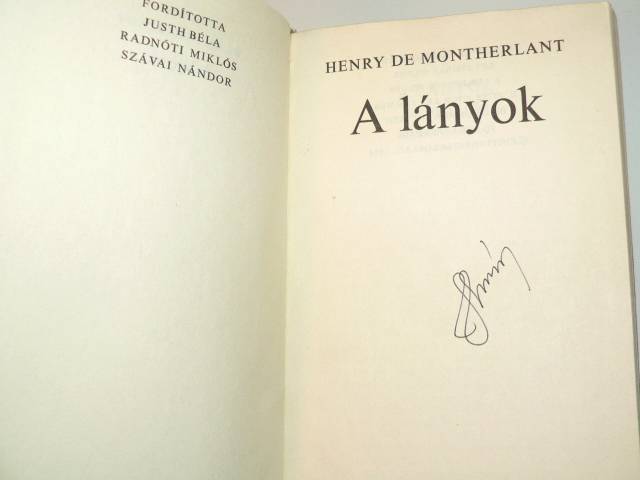 FORDÍTOTTA
JUSTH BÉLA
RADNÓTI MIKLÓS
SZÁVAI NÁNDOR
HENRY DE MONTHERLANT
A lányok